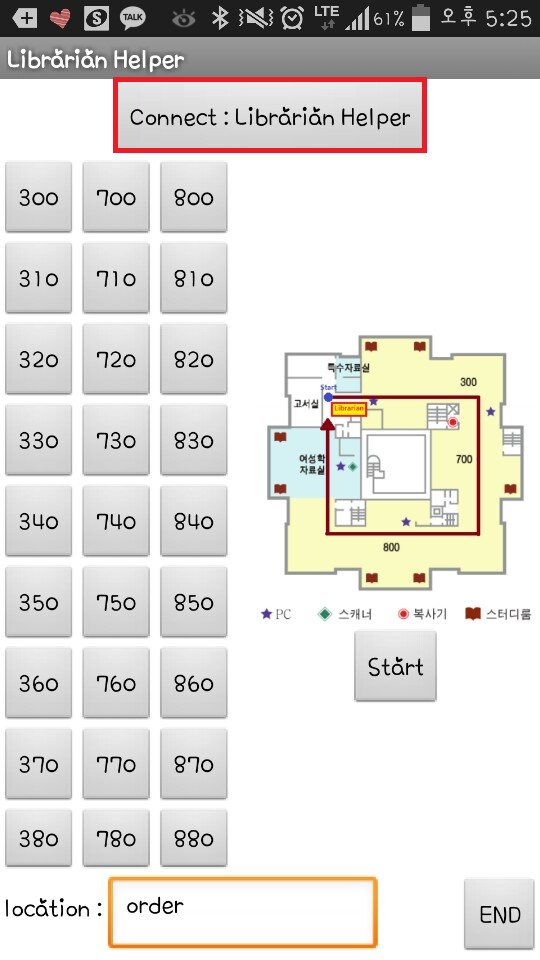 TALK LTE 61% 오후 5:25
Librarian Helper
Connect : Librarian Helper
300 700 800
310 710 810
320 720 820
330 730 830
340 740 840
350 750 850
360 760 860
370 770 870
380 780 880
특수자료실
Start
고서실
Librarian
300
여성학
자료실
700
800
PC 스캐너 복사기 스터디룸
Start
location : order
END